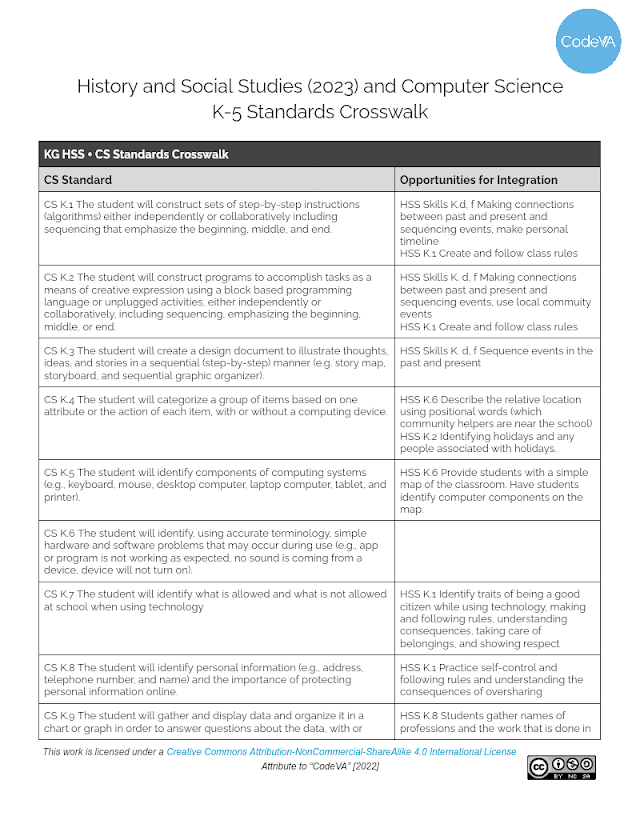 CodeVA
History and Social Studies (2023) and Computer Science
K-5 Standards Crosswalk
KG HSS • CS Standards Crosswalk
CS Standard
Opportunities for Integration
CS K.1 The student will construct sets of step-by-step instructions
(algorithms) either independently or collaboratively including
sequencing that emphasize the beginning, middle, and end.
HSS Skills K.d, f Making connections
between past and present and
sequencing events, make personal
timeline
HSS K.1 Create and follow class rules
CS K.2 The student will construct programs to accomplish tasks as a
means of creative expression using a block based programming
language or unplugged activities, either independently or
collaboratively, including sequencing, emphasizing the beginning,
middle, or end.
HSS Skills K. d, f Making connections
between past and present and
sequencing events, use local commuity
events
HSS K.1 Create and follow class rules
CS K.3 The student will create a design document to illustrate thoughts,
ideas, and stories in a sequential (step-by-step) manner (e.g. story map,
storyboard, and sequential graphic organizer).
HSS Skills K. d, f Sequence events in the
past and present
CS K.4 The student will categorize a group of items based on one
attribute or the action of each item, with or without a computing device.
HSS K.6 Describe the relative location
using positional words (which
community helpers are near the school)
HSS K.2 Identifying holidays and any
people associated with holidays.
CS K.5 The student will identify components of computing systems
(e.g., keyboard, mouse, desktop computer, laptop computer, tablet, and
printer).
HSS K.6 Provide students with a simple
map of the classroom. Have students
identify computer components on the
map.
CS K.6 The student will identify, using accurate terminology, simple
hardware and software problems that may occur during use (e.g., app
or program is not working as expected, no sound is coming from a
device, device will not turn on).
CS K.7 The student will identify what is allowed and what is not allowed
at school when using technology
HSS K.1 Identify traits of being a good
citizen while using technology, making
and following rules, understanding
consequences, taking care of
belongings, and showing respect
CS K.8 The student will identify personal information (e.g., address,
telephone number, and name) and the importance of protecting
personal information online.
HSS K.1 Practice self-control and
following rules and understanding the
consequences of oversharing
CS K.9 The student will gather and display data and organize it in a
chart or graph in order to answer questions about the data, with or
HSS K.8 Students gather names of
professions and the work that is done in
This work is licensed under a Creative Commons Attribution-NonCommercial-ShareAlike 4.0 International License
Attribute to “CodeVA” [2022]
cc
BY NC SA